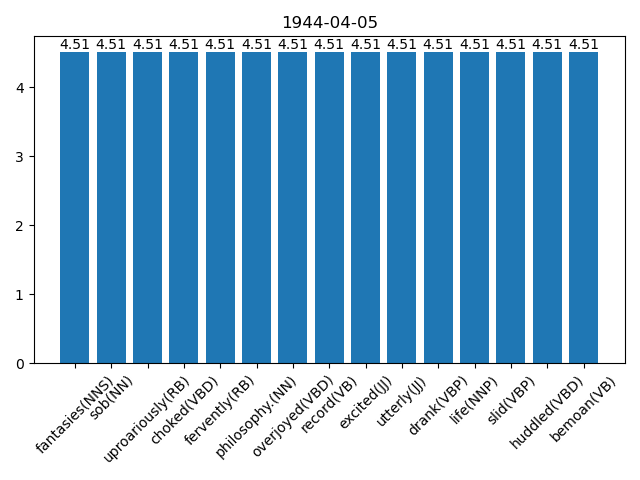 1944-04-05
4.51 4.51 4.51 4.51 4.51 4.51 4.51 4.51 4.51 4.51 4.51 4.51 4.51 4.51 4.51
4
3
2
1
0
fantasies(NNS)
sob(NN)
uproariously(RB)
choked(VBD)
fervently(RB)
philosophy.(NN)
overjoyed(VBD)
record(VB)
excited(JJ)
utterly(JJ)
drank(VBP)
life(NNP)
slid(VBP)
huddled(VBD)
bemoan(VB)